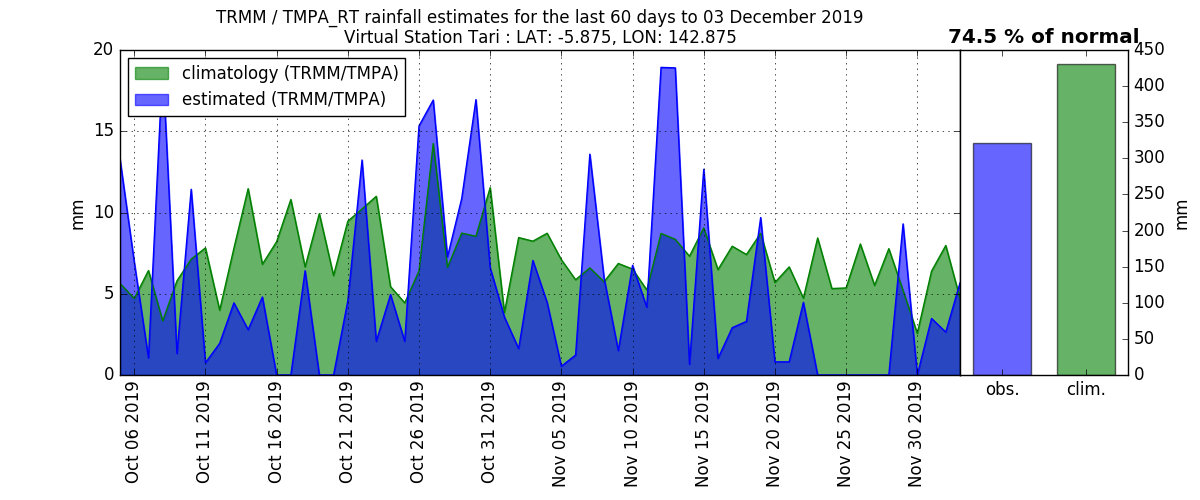 TRMM / TMPA_RT rainfall estimates for the last 60 days to 03 December 2019
Virtual Station Tari : LAT: -5.875, LON: 142.875
74.5 % of normal
climatology (TRMM/TMPA)
estimated (TRMM/TMPA)
mm
20
15
10
5
0
Oct 06 2019
Oct 11 2019
Oct 16 2019
Oct 21 2019
Oct 26 2019
Oct 31 2019
Nov 05 2019
Nov 10 2019
Nov 15 2019
Nov 20 2019
Nov 25 2019
Nov 30 2019
obs.
clim.
450
400
350
300
250
200
150
100
50
0
mm